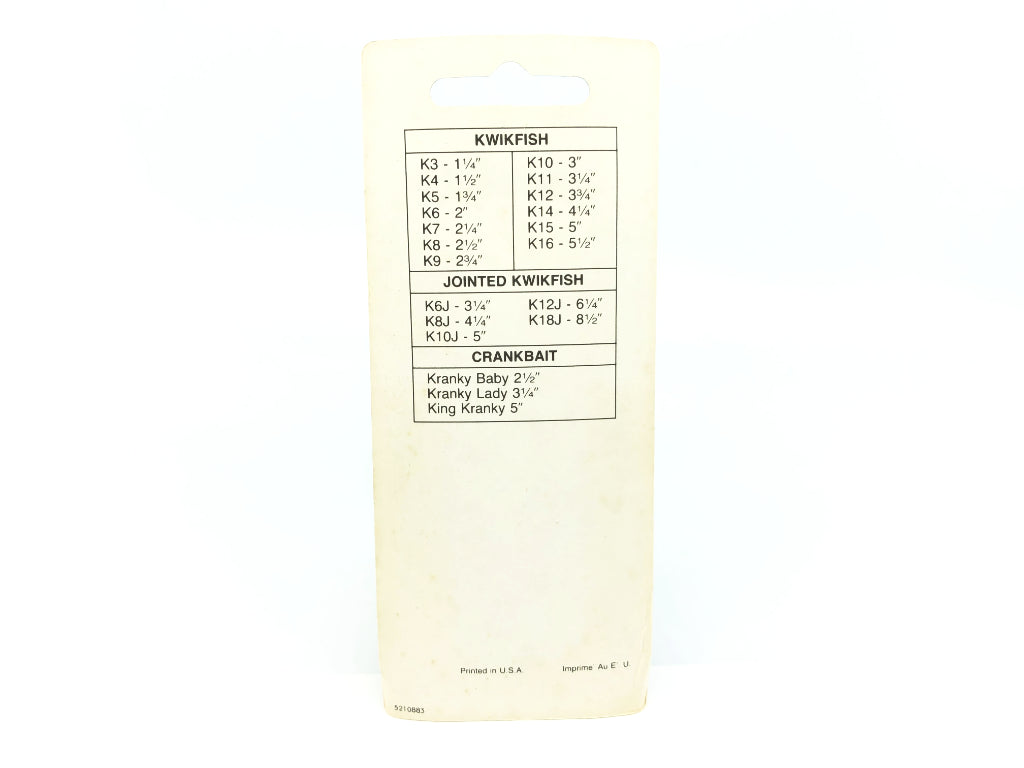 KWIKFISH
K3 - 1¼"
K4 - 1½"
K5 - 1¾"
K6 - 2"
K7 - 2¼"
K8 - 2½"
K9 - 2¾"
K10 - 3"
K11 - 3¼"
K12 - 3¾"
K14 - 4¼"
K15 - 5"
K16 - 5½"
JOINTED KWIKFISH
K6J - 3¼"
K8J - 4¼"
K10J - 5"
K12J - 6¼"
K18J - 8½"
CRANKBAIT
Kranky Baby 2½"
Kranky Lady 3¼"
King Kranky 5"
Printed in U.S.A. Imprime' Au E' U.
5210883